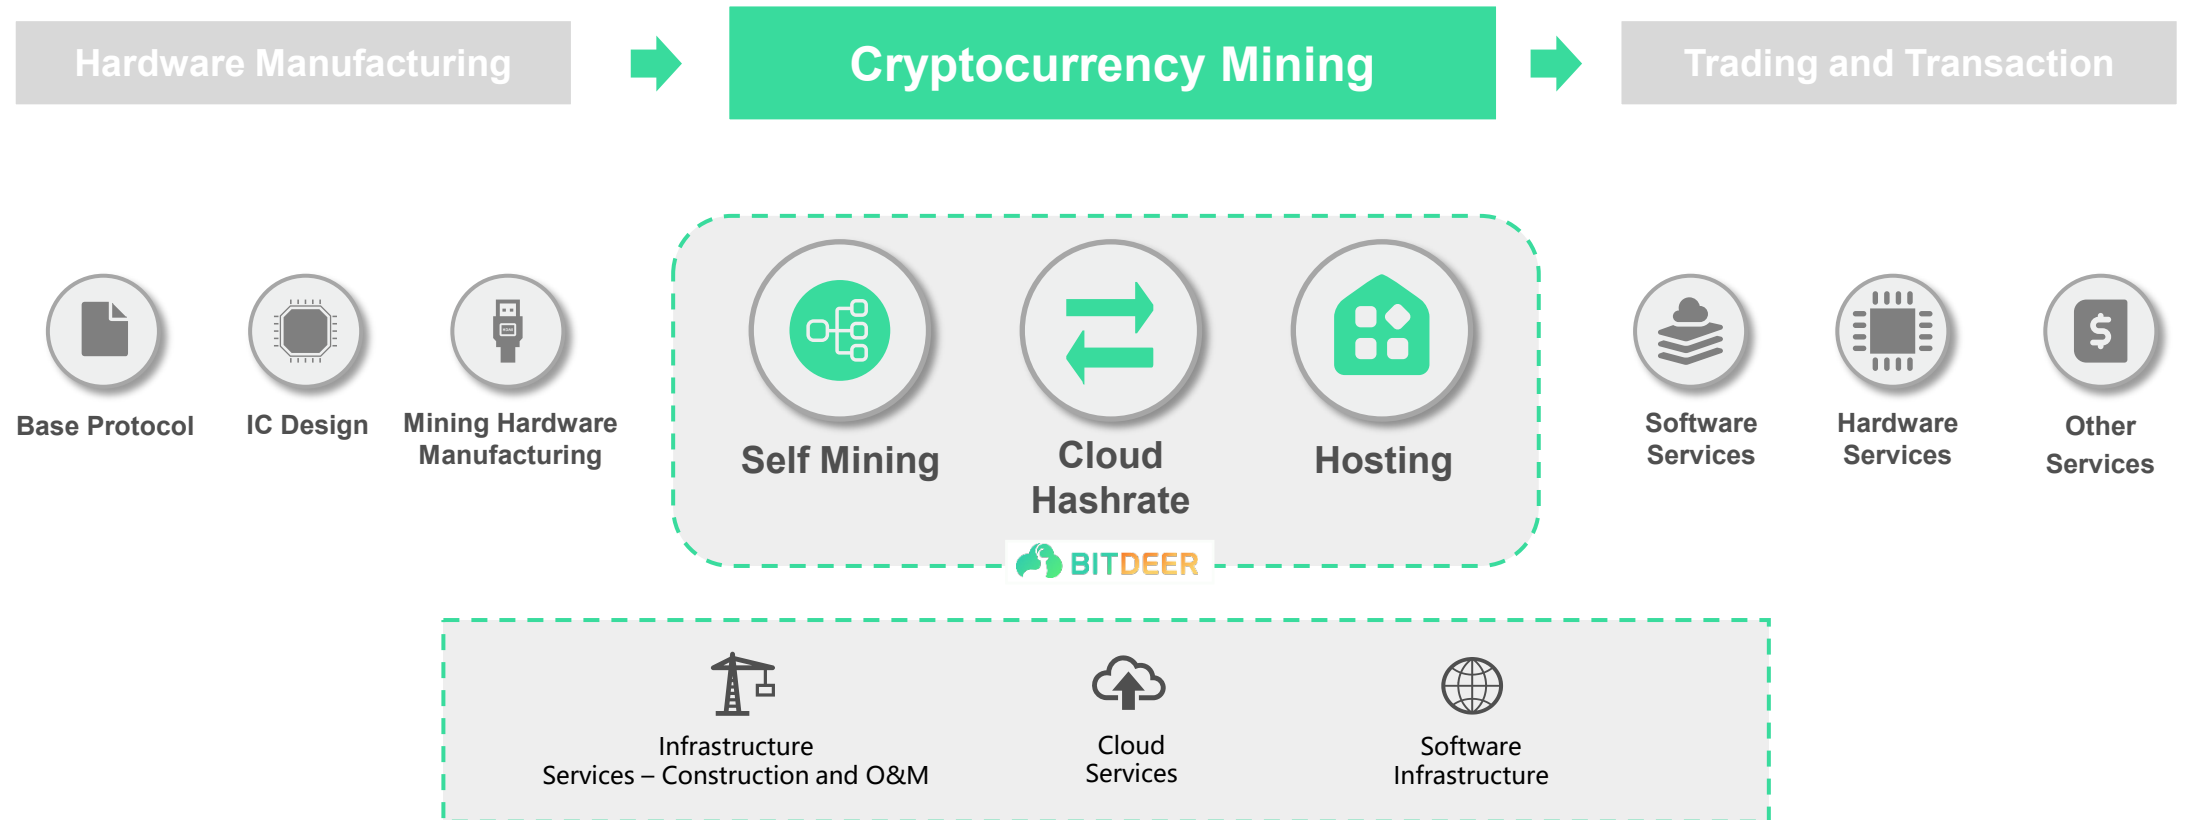 Hardware Manufacturing
Cryptocurrency Mining
Trading and Transaction
Base Protocol
IC Design
Mining Hardware
Manufacturing
Self Mining
Cloud
Hashrate
Hosting
Software
Services
Hardware
Services
Other
Services
BITDEER
Infrastructure
Services – Construction and O&M
Cloud
Services
Software
Infrastructure